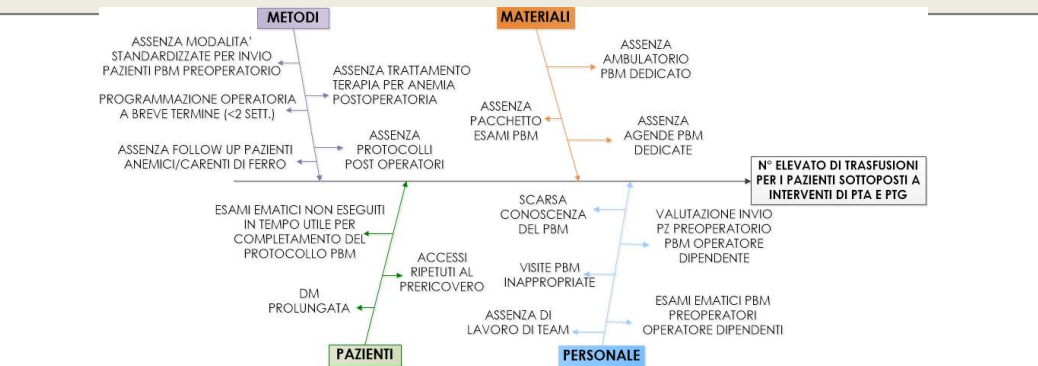 METODI
MATERIALI
ASSENZA MODALITA'
STANDARDIZZATE PER INVIO
PAZIENTI PBM PREOPERATORIO
ASSENZA TRATTAMENTO
TERAPIA PER ANEMIA
POSTOPERATORIA
PROGRAMMAZIONE OPERATORIA
A BREVE TERMINE (<2 SETT.)
ASSENZA
PROTOCOLLI
POST OPERATORI
ASSENZA FOLLOW UP PAZIENTI
ANEMICI/CARENTI DI FERRO
ASSENZA
AMBULATORIO
PBM DEDICATO
ASSENZA
PACCHETTO
ESAMI PBM
ASSENZA
AGENDE PBM
DEDICATE
N° ELEVATO DI TRASFUSIONI
PER I PAZIENTI SOTTOPOSTI A
INTERVENTI DI PTA E PTG
ESAMI EMATICI NON ESEGUITI
IN TEMPO UTILE PER
COMPLETAMENTO DEL
PROTOCOLLO PBM
ACCESSI
RIPETUTI AL
PRERICOVERO
DM
PROLUNGATA
SCARSA
CONOSCENZA
DEL PBM
VALUTAZIONE INVIO
PZ PREOPERATORIO
PBM OPERATORE
DIPENDENTE
VISITE PBM
INAPPROPRIATE
ESAMI EMATICI PBM
PREOPERATORI
OPERATORE DIPENDENTI
ASSENZA DI
LAVORO DI TEAM
PAZIENTI
PERSONALE